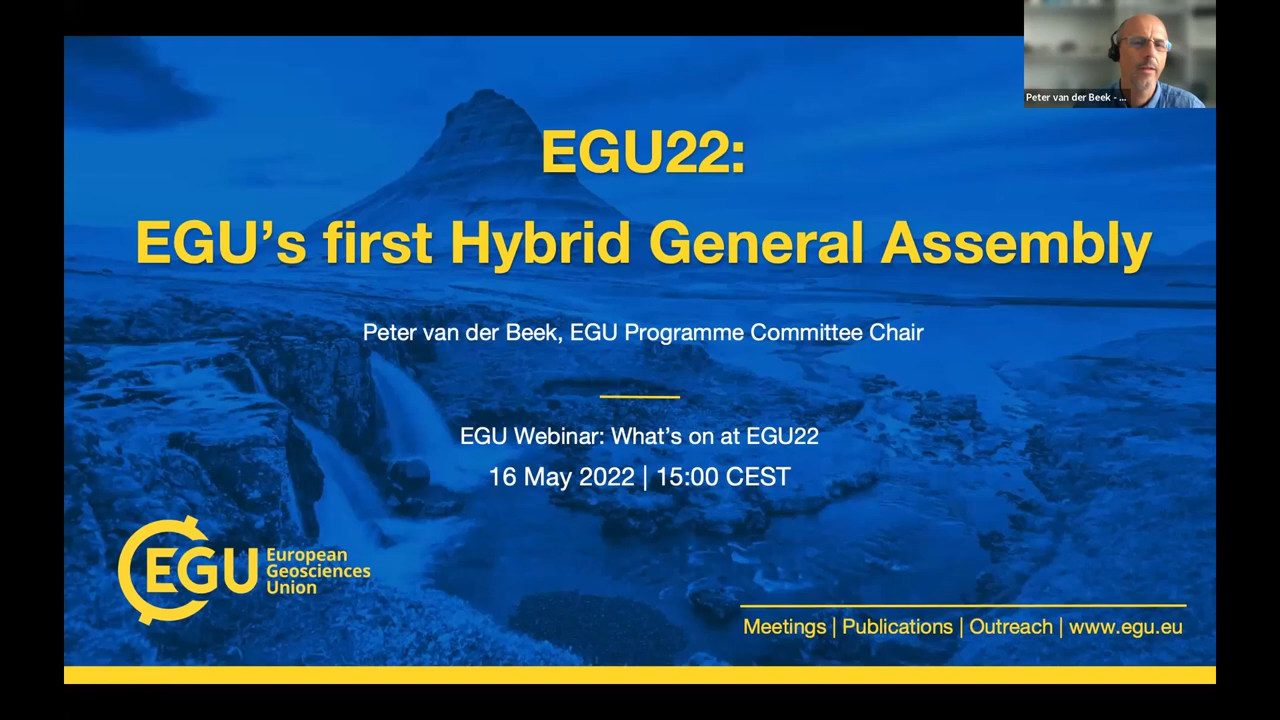 Peter van der Beek - ...
EGU22:
EGU's first Hybrid General Assembly
Peter van der Beek, EGU Programme Committee Chair
EGU Webinar: What's on at EGU22
16 May 2022 | 15:00 CEST
EGU
European
Geosciences
Union
Meetings | Publications | Outreach | www.egu.eu